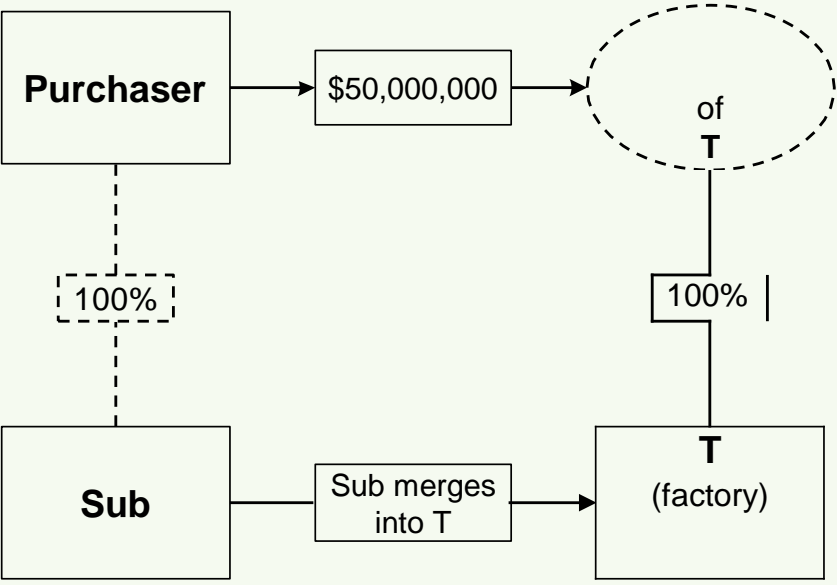 Purchaser
$50,000,000
of
T
100%
100%
Sub
Sub merges
into T
T
(factory)